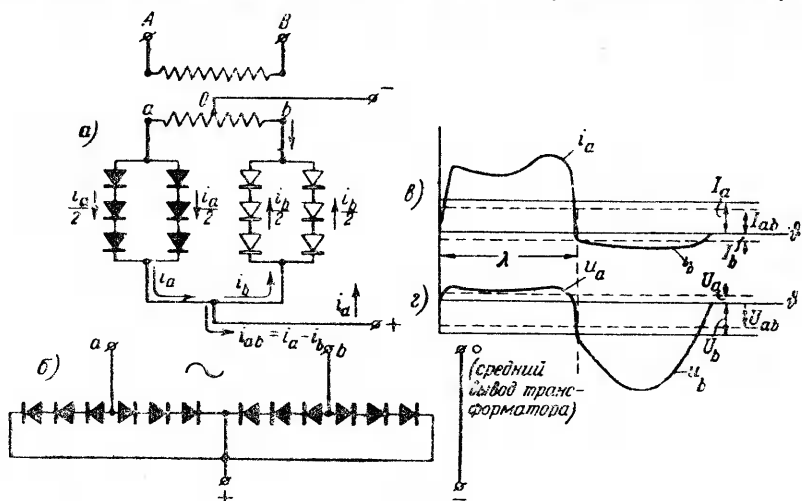 A B
a 0 b −
а)
i_a/2 i_a/2 i_b/2 i_b/2
i_a i_b i_a
i_ab = i_a − i_b
+
в)
i_a
I_a
I_ab
I_b
i_b
ϑ
λ
г)
u_a
U_a
U_ab
U_b
u_b
ϑ
б)
a ~ b
+
0
(средний
вывод транс-
форматора)
−